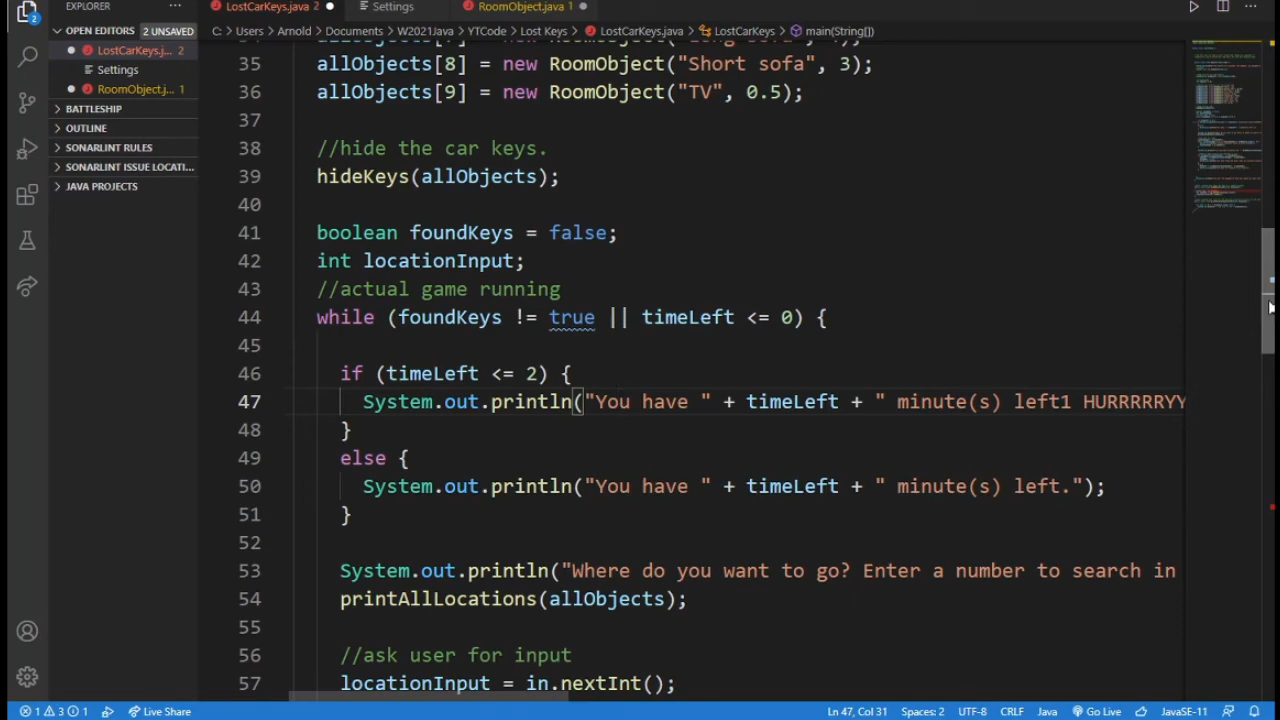 EXPLORER
LostCarKeys.java 2
Settings
RoomObject.java 1
OPEN EDITORS 2 UNSAVED
C: > Users > Arnold > Documents > W2021Java > YTCode > Lost Keys > LostCarKeys.java > LostCarKeys > main(String[])
LostCarKeys.j... 2
Settings
RoomObject.j... 1
BATTLESHIP
OUTLINE
SONARLINT RULES
SONARLINT ISSUE LOCATI...
JAVA PROJECTS
2
35 allObjects[8] = new RoomObject("Short sofa", 3);
36 allObjects[9] = new RoomObject("TV", 0.5);
37
38 //hide the car keys.
39 hideKeys(allObjects);
40
41 boolean foundKeys = false;
42 int locationInput;
43 //actual game running
44 while (foundKeys != true || timeLeft <= 0) {
45
46 if (timeLeft <= 2) {
47 System.out.println("You have " + timeLeft + " minute(s) left1 HURRRRRYY
48 }
49 else {
50 System.out.println("You have " + timeLeft + " minute(s) left.");
51 }
52
53 System.out.println("Where do you want to go? Enter a number to search in
54 printAllLocations(allObjects);
55
56 //ask user for input
57 locationInput = in.nextInt();
1 3 1 Live Share Ln 47, Col 31 Spaces: 2 UTF-8 CRLF Java Go Live JavaSE-11